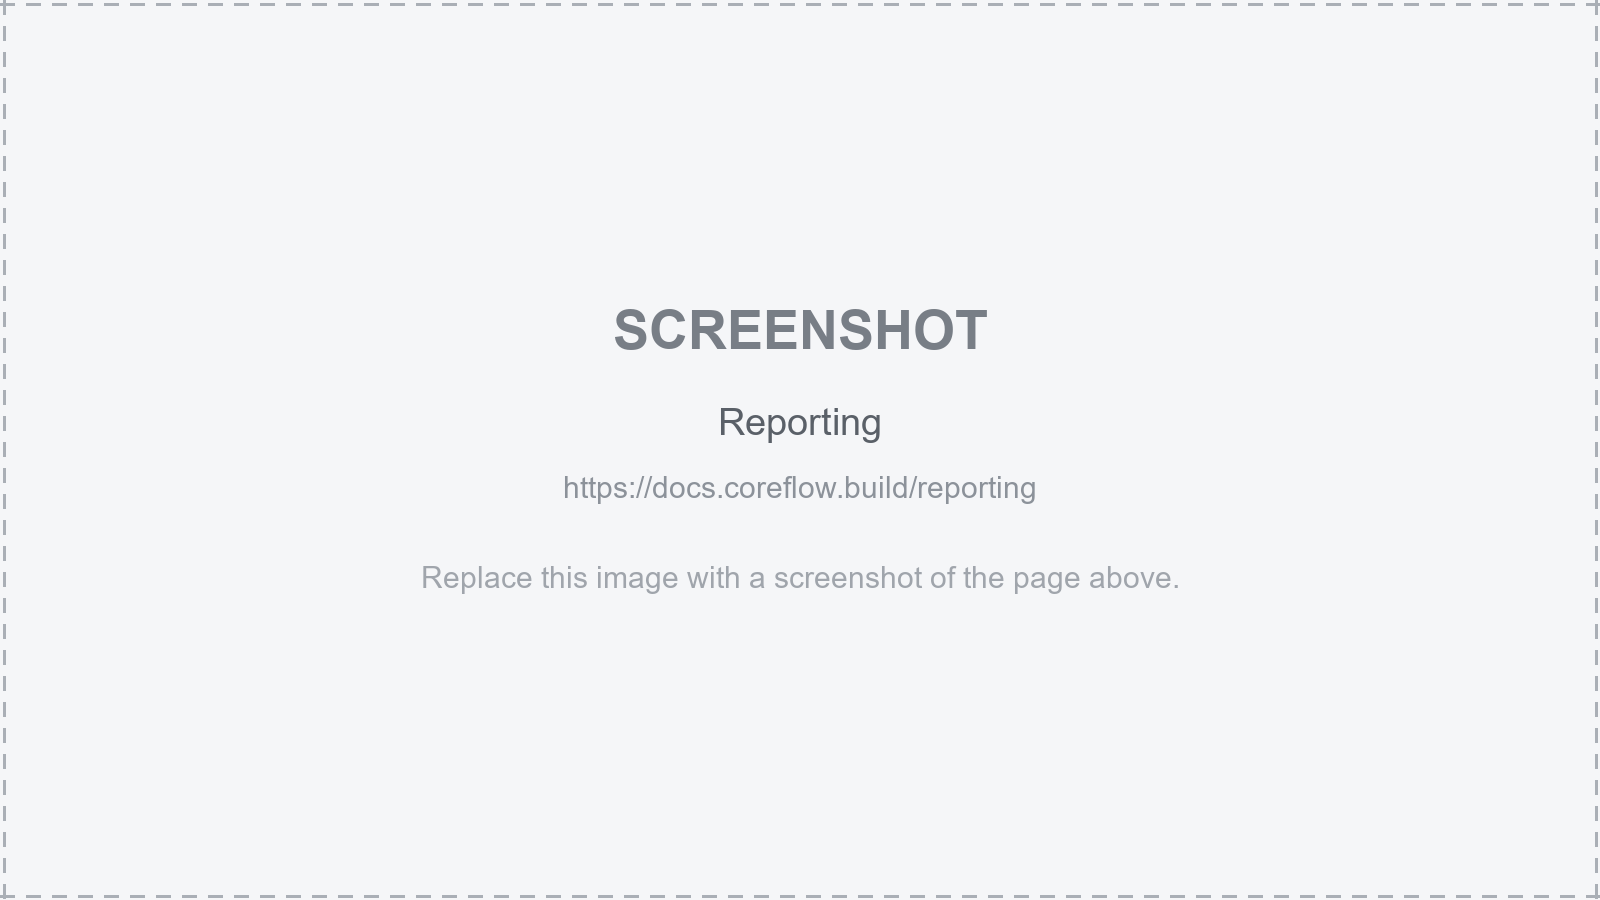 SCREENSHOT
Reporting
https://docs.coreflow.build/reporting
Replace this image with a screenshot of the page above.